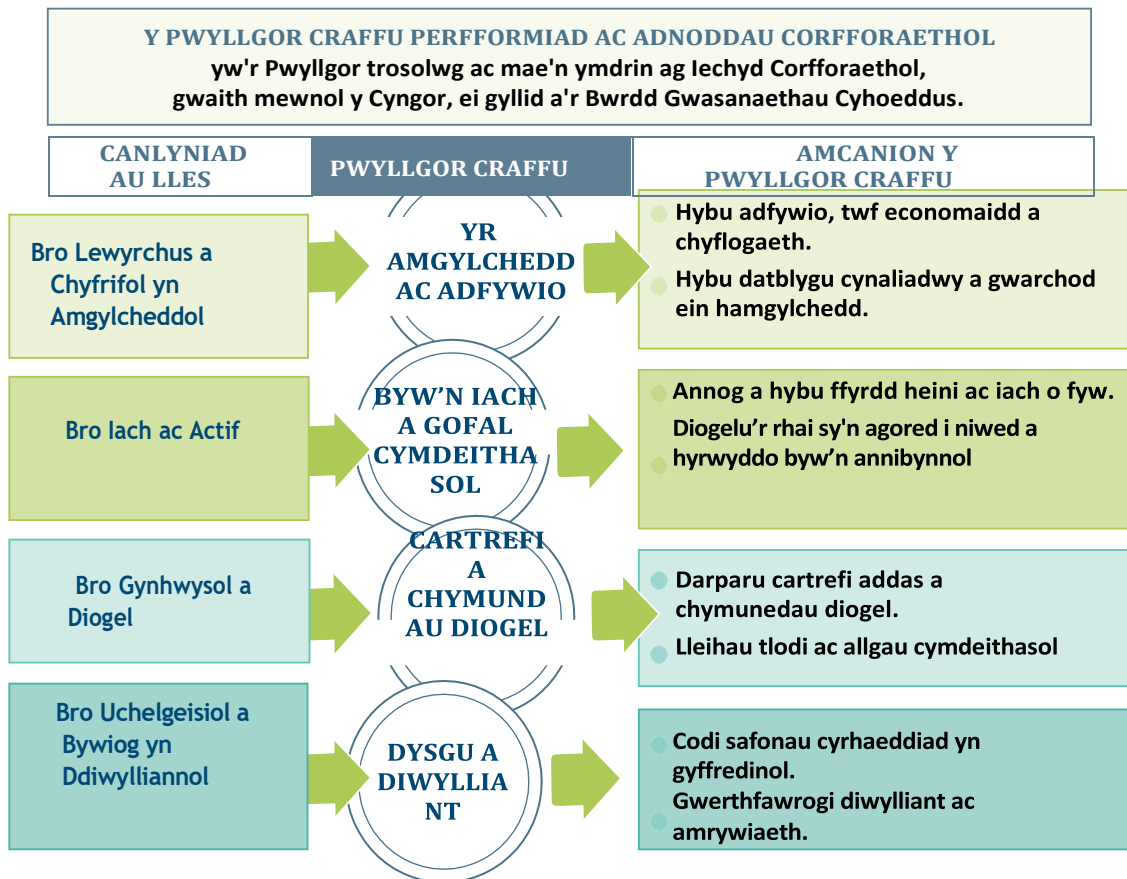 Y PWYLLGOR CRAFFU PERFFORMIAD AC ADNODDAU CORFFORAETHOL
yw'r Pwyllgor trosolwg ac mae'n ymdrin ag Iechyd Corfforaethol,
gwaith mewnol y Cyngor, ei gyllid a'r Bwrdd Gwasanaethau Cyhoeddus.
CANLYNIAD
AU LLES
PWYLLGOR CRAFFU
AMCANION Y
PWYLLGOR CRAFFU
Bro Lewyrchus a
Chyfrifol yn
Amgylcheddol
YR
AMGYLCHEDD
AC ADFYWIO
Hybu adfywio, twf economaidd a
chyflogaeth.
Hybu datblygu cynaliadwy a gwarchod
ein hamgylchedd.
Bro Iach ac Actif
BYW'N IACH
A GOFAL
CYMDEITHA
SOL
Annog a hybu ffyrdd heini ac iach o fyw.
Diogelu'r rhai sy'n agored i niwed a
hyrwyddo byw'n annibynnol
Bro Gynhwysol a
Diogel
CARTREFI
A
CHYMUND
AU DIOGEL
Darparu cartrefi addas a
chymunedau diogel.
Lleihau tlodi ac allgau cymdeithasol
Bro Uchelgeisiol a
Bywiog yn
Ddiwylliannol
DYSGU A
DIWYLLIA
NT
Codi safonau cyrhaeddiad yn
gyffredinol.
Gwerthfawrogi diwylliant ac
amrywiaeth.